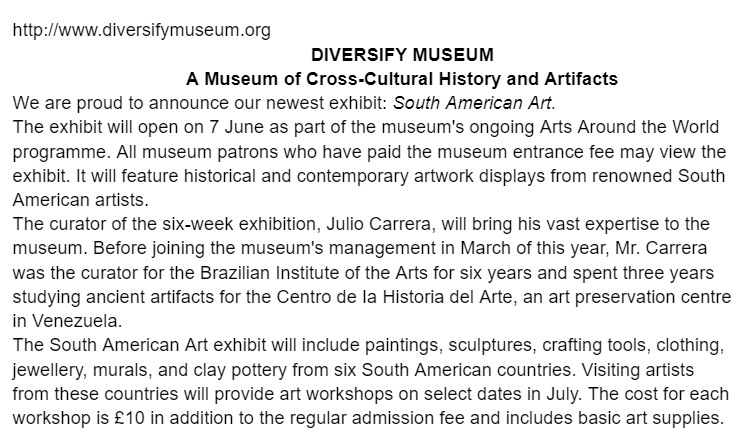 http://www.diversifymuseum.org
DIVERSIFY MUSEUM
A Museum of Cross-Cultural History and Artifacts
We are proud to announce our newest exhibit: South American Art.
The exhibit will open on 7 June as part of the museum's ongoing Arts Around the World
programme. All museum patrons who have paid the museum entrance fee may view the
exhibit. It will feature historical and contemporary artwork displays from renowned South
American artists.
The curator of the six-week exhibition, Julio Carrera, will bring his vast expertise to the
museum. Before joining the museum's management in March of this year, Mr. Carrera
was the curator for the Brazilian Institute of the Arts for six years and spent three years
studying ancient artifacts for the Centro de la Historia del Arte, an art preservation centre
in Venezuela.
The South American Art exhibit will include paintings, sculptures, crafting tools, clothing,
jewellery, murals, and clay pottery from six South American countries. Visiting artists
from these countries will provide art workshops on select dates in July. The cost for each
workshop is £10 in addition to the regular admission fee and includes basic art supplies.